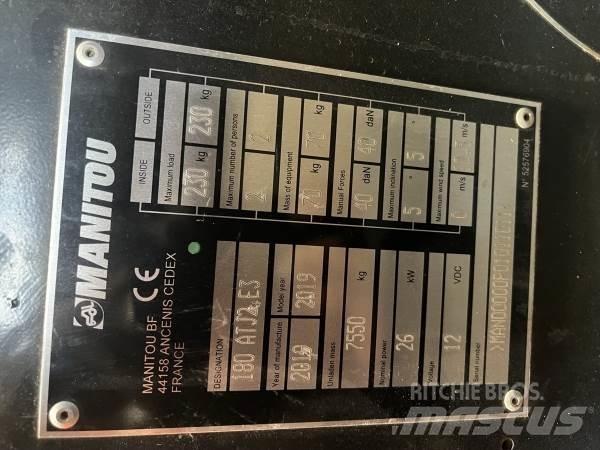 MANITOU
MANITOU BF
44158 ANCENIS CEDEX
FRANCE
CE
DESIGNATION
180 ATJ2 E3
Year of manufacture
2019
Model year
2019
Unladen mass
7550 kg
Nominal power
26 kW
Voltage
12 VDC
Serial number
INSIDE OUTSIDE
Maximum load
230 kg 230 kg
Maximum number of persons
2 2
Mass of equipment
70 kg 70 kg
Manual Forces
40 daN 40 daN
Maximum inclination
5 ° 5 °
Maximum wind speed
0 m/s m/s
N° 52576904
RITCHIE BROS.
MASCUS